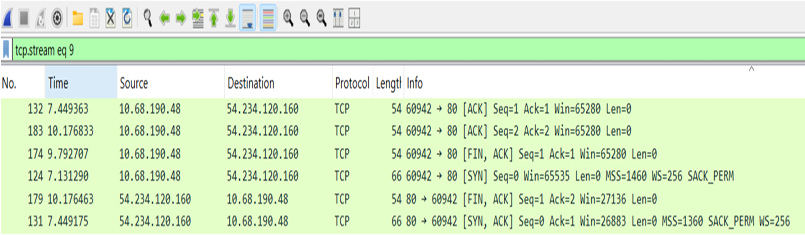 tcp.stream eq 9
No. Time Source Destination Protocol Length Info
132 7.449363 10.68.190.48 54.234.120.160 TCP 54 60942 → 80 [ACK] Seq=1 Ack=1 Win=65280 Len=0
183 10.176833 10.68.190.48 54.234.120.160 TCP 54 60942 → 80 [ACK] Seq=2 Ack=2 Win=65280 Len=0
174 9.792707 10.68.190.48 54.234.120.160 TCP 54 60942 → 80 [FIN, ACK] Seq=1 Ack=1 Win=65280 Len=0
124 7.131290 10.68.190.48 54.234.120.160 TCP 66 60942 → 80 [SYN] Seq=0 Win=65535 Len=0 MSS=1460 WS=256 SACK_PERM
179 10.176463 54.234.120.160 10.68.190.48 TCP 54 80 → 60942 [FIN, ACK] Seq=1 Ack=2 Win=27136 Len=0
131 7.449175 54.234.120.160 10.68.190.48 TCP 66 80 → 60942 [SYN, ACK] Seq=0 Ack=1 Win=26883 Len=0 MSS=1360 SACK_PERM WS=256